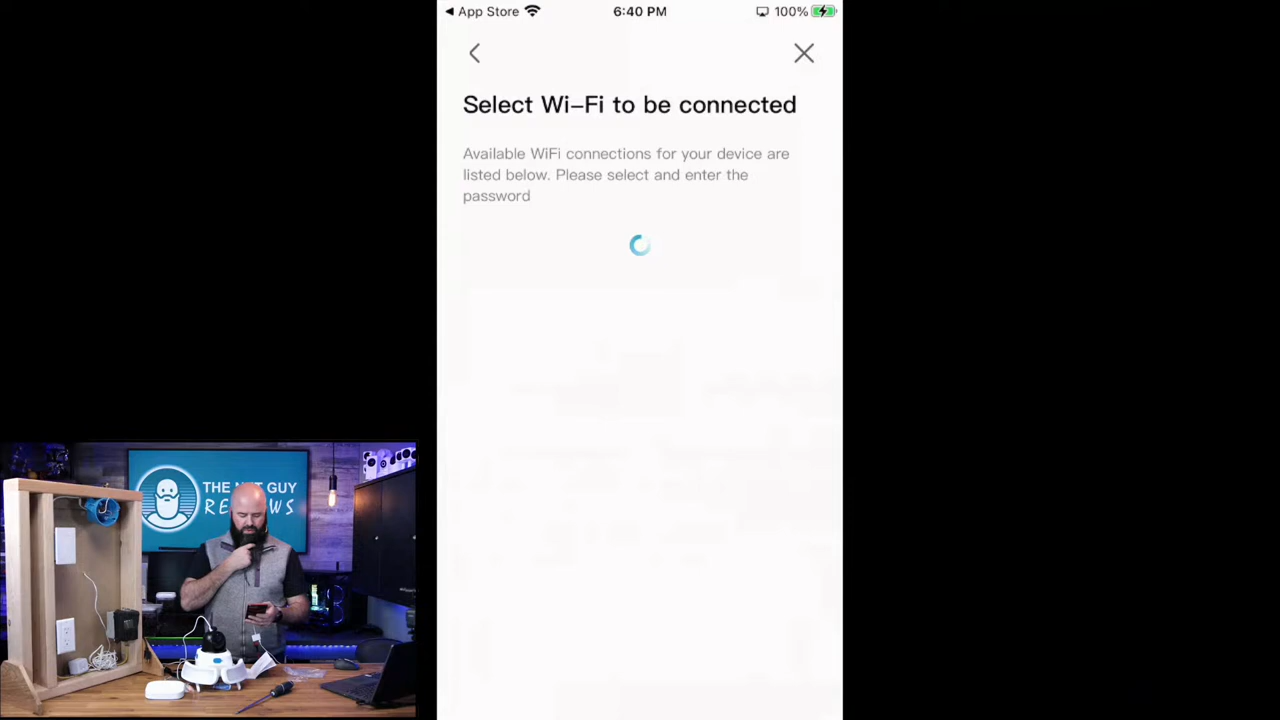 ◀ App Store
6:40 PM
100%
Select Wi-Fi to be connected
Available WiFi connections for your device are
listed below. Please select and enter the
password
THE N GUY
REVIEWS